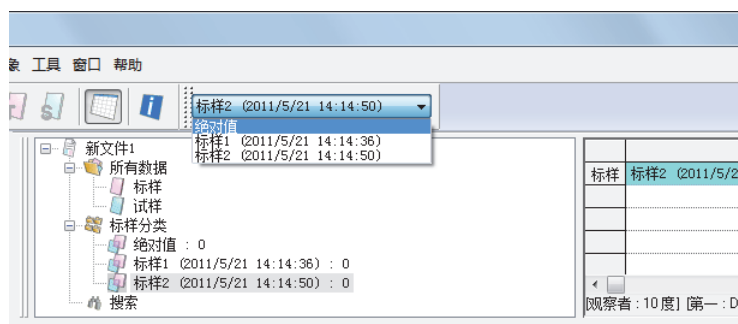 象 工具 窗口 帮助
标样2 (2011/5/21 14:14:50)
绝对值
标样1 (2011/5/21 14:14:36)
标样2 (2011/5/21 14:14:50)
新文件1
所有数据
标样
试样
标样分类
绝对值 : 0
标样1 (2011/5/21 14:14:36) : 0
标样2 (2011/5/21 14:14:50) : 0
搜索
标样 标样2 (2011/5/2
[观察者:10度] [第一:D